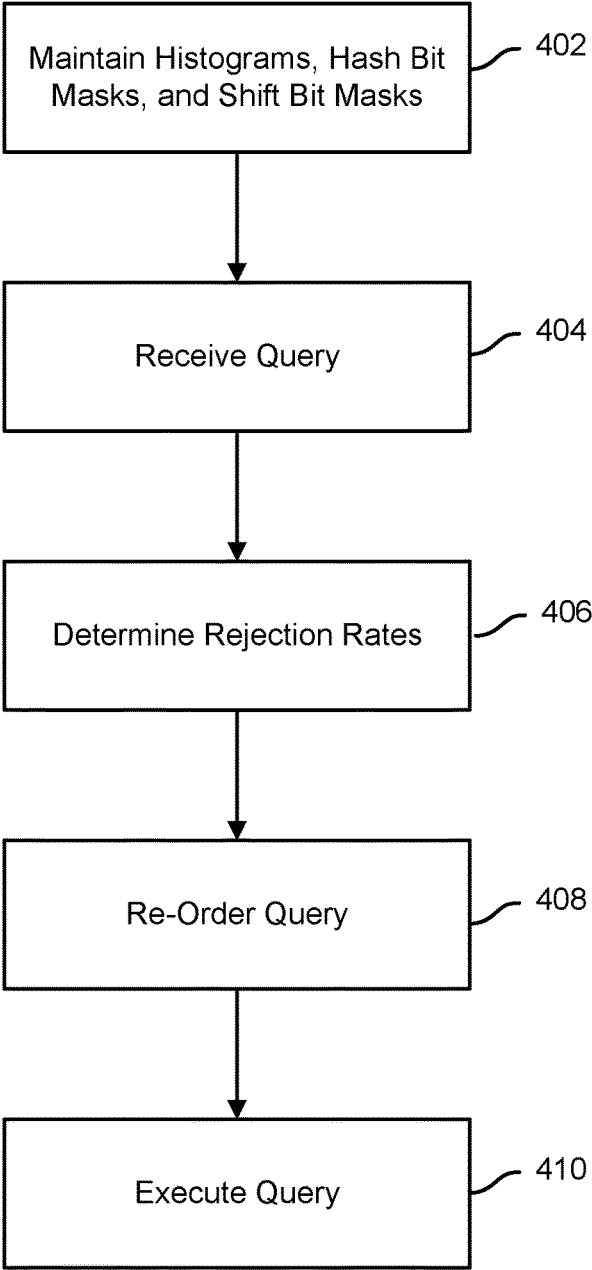 Maintain Histograms, Hash Bit
Masks, and Shift Bit Masks
402
Receive Query
404
Determine Rejection Rates
406
Re-Order Query
408
Execute Query
410